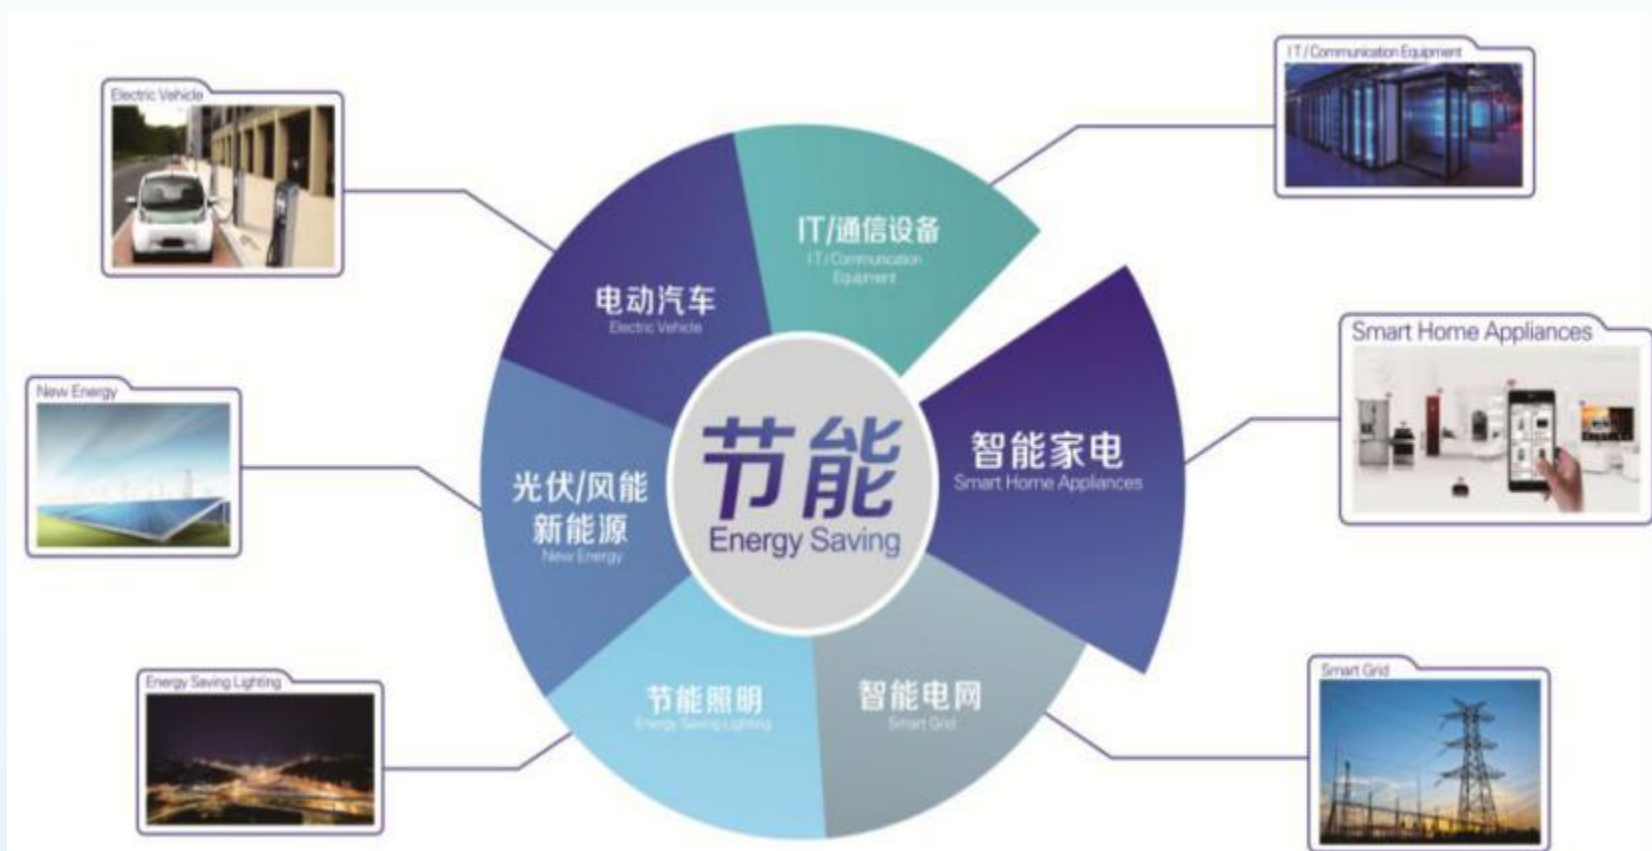 Electric Vehicle
IT/Communication Equipment
IT/通信设备
IT/Communication
Equipment
电动汽车
Electric Vehicle
Smart Home Appliances
New Energy
节能
Energy Saving
智能家电
Smart Home Appliances
光伏/风能
新能源
New Energy
Energy Saving Lighting
节能照明
Energy Saving Lighting
智能电网
Smart Grid
Smart Grid